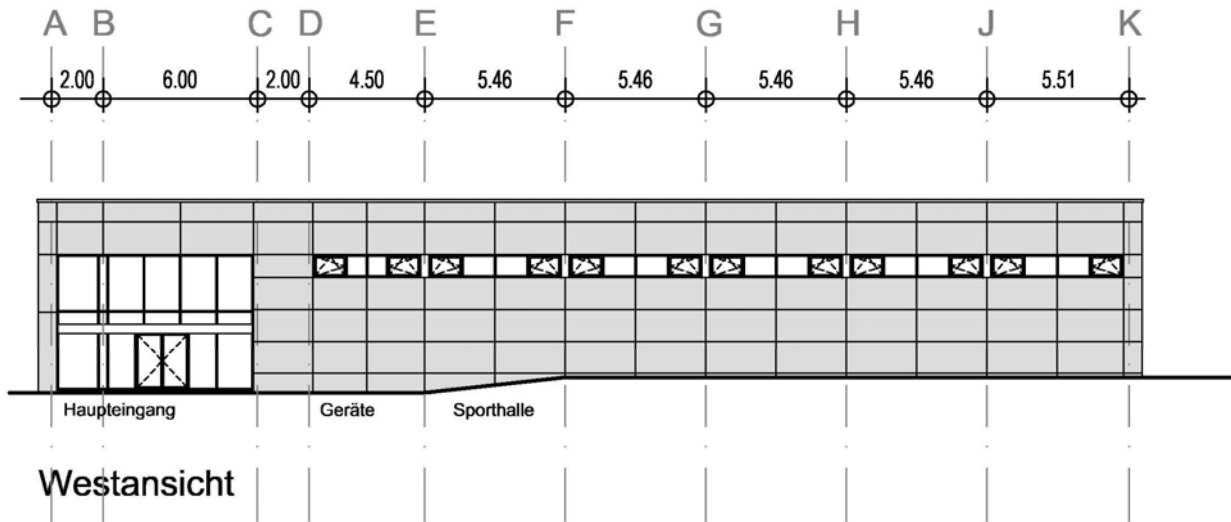 A B C D E F G H J K
2.00 6.00 2.00 4.50 5.46 5.46 5.46 5.46 5.51
Haupteingang Geräte Sporthalle
Westansicht